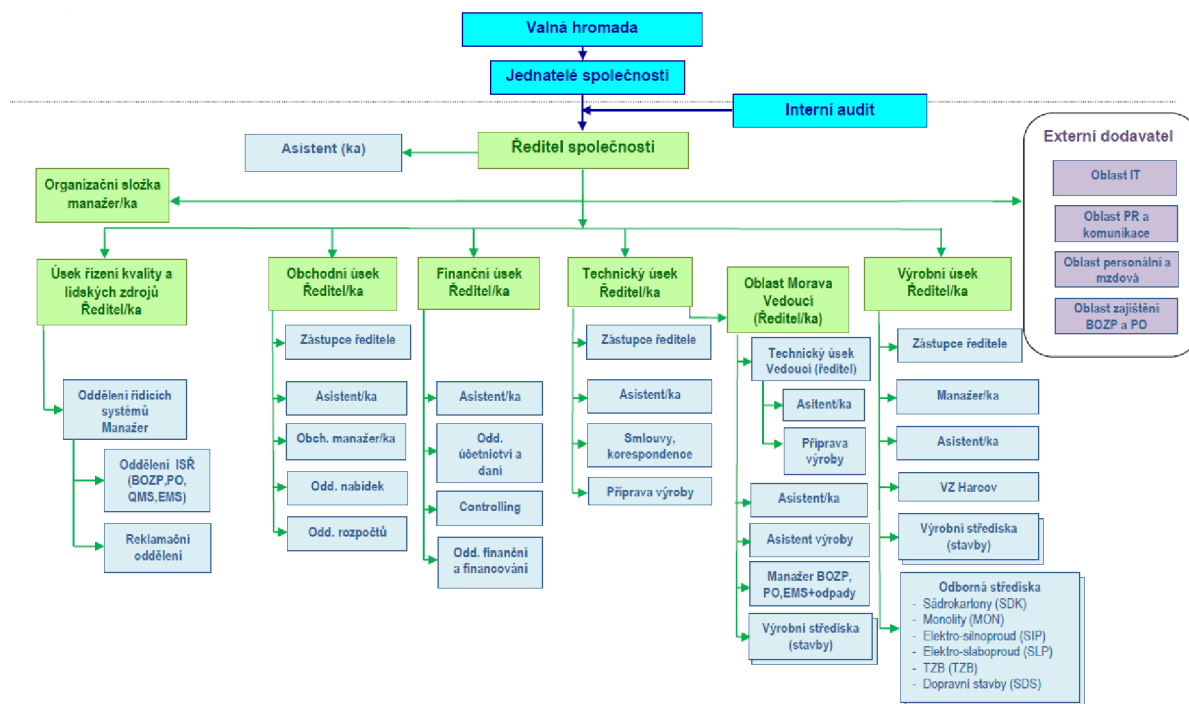 Valná hromada
Jednatelé společnosti
Interní audit
Asistent (ka)
Ředitel společnosti
Externí dodavatel
Oblast IT
Oblast PR a
komunikace
Oblast personální a
mzdová
Oblast zajištění
BOZP a PO
Organizační složka
manažer/ka
Úsek řízení kvality a
lidských zdrojů
Ředitel/ka
Oddělení řídicích
systémů
Manažer
Oddělení ISŘ
(BOZP,PO,
QMS,EMS)
Reklamační
oddělení
Obchodní úsek
Ředitel/ka
Zástupce ředitele
Asistent/ka
Obch. manažer/ka
Odd. nabídek
Odd. rozpočtů
Finanční úsek
Ředitel/ka
Asistent/ka
Odd.
účetnictví a
daní
Controlling
Odd. finanční
a financování
Technický úsek
Ředitel/ka
Zástupce ředitele
Asistent/ka
Smlouvy,
korespondence
Příprava výroby
Oblast Morava
Vedoucí
(Ředitel/ka)
Technický úsek
Vedoucí (ředitel)
Asitent/ka
Příprava
výroby
Asistent/ka
Asistent výroby
Manažer BOZP,
PO,EMS+odpady
Výrobní střediska
(stavby)
Výrobní úsek
Ředitel/ka
Zástupce ředitele
Manažer/ka
Asistent/ka
VZ Harcov
Výrobní střediska
(stavby)
Odborná střediska
- Sádrokartony (SDK)
- Monolity (MON)
- Elektro-silnoproud (SIP)
- Elektro-slaboproud (SLP)
- TZB (TZB)
- Dopravní stavby (SDS)